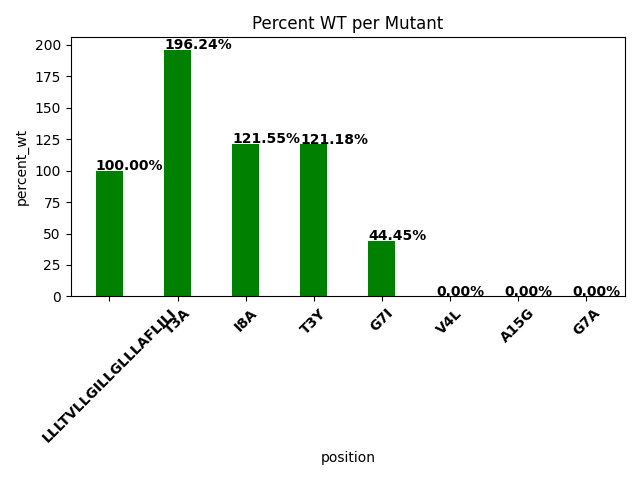 Percent WT per Mutant
percent_wt
200
175
150
125
100
75
50
25
0
100.00%
196.24%
121.55%
121.18%
44.45%
0.00%
0.00%
0.00%
LLLTVLLGILLGLLLAFLILI
T3A
I8A
T3Y
G7I
V4L
A15G
G7A
position